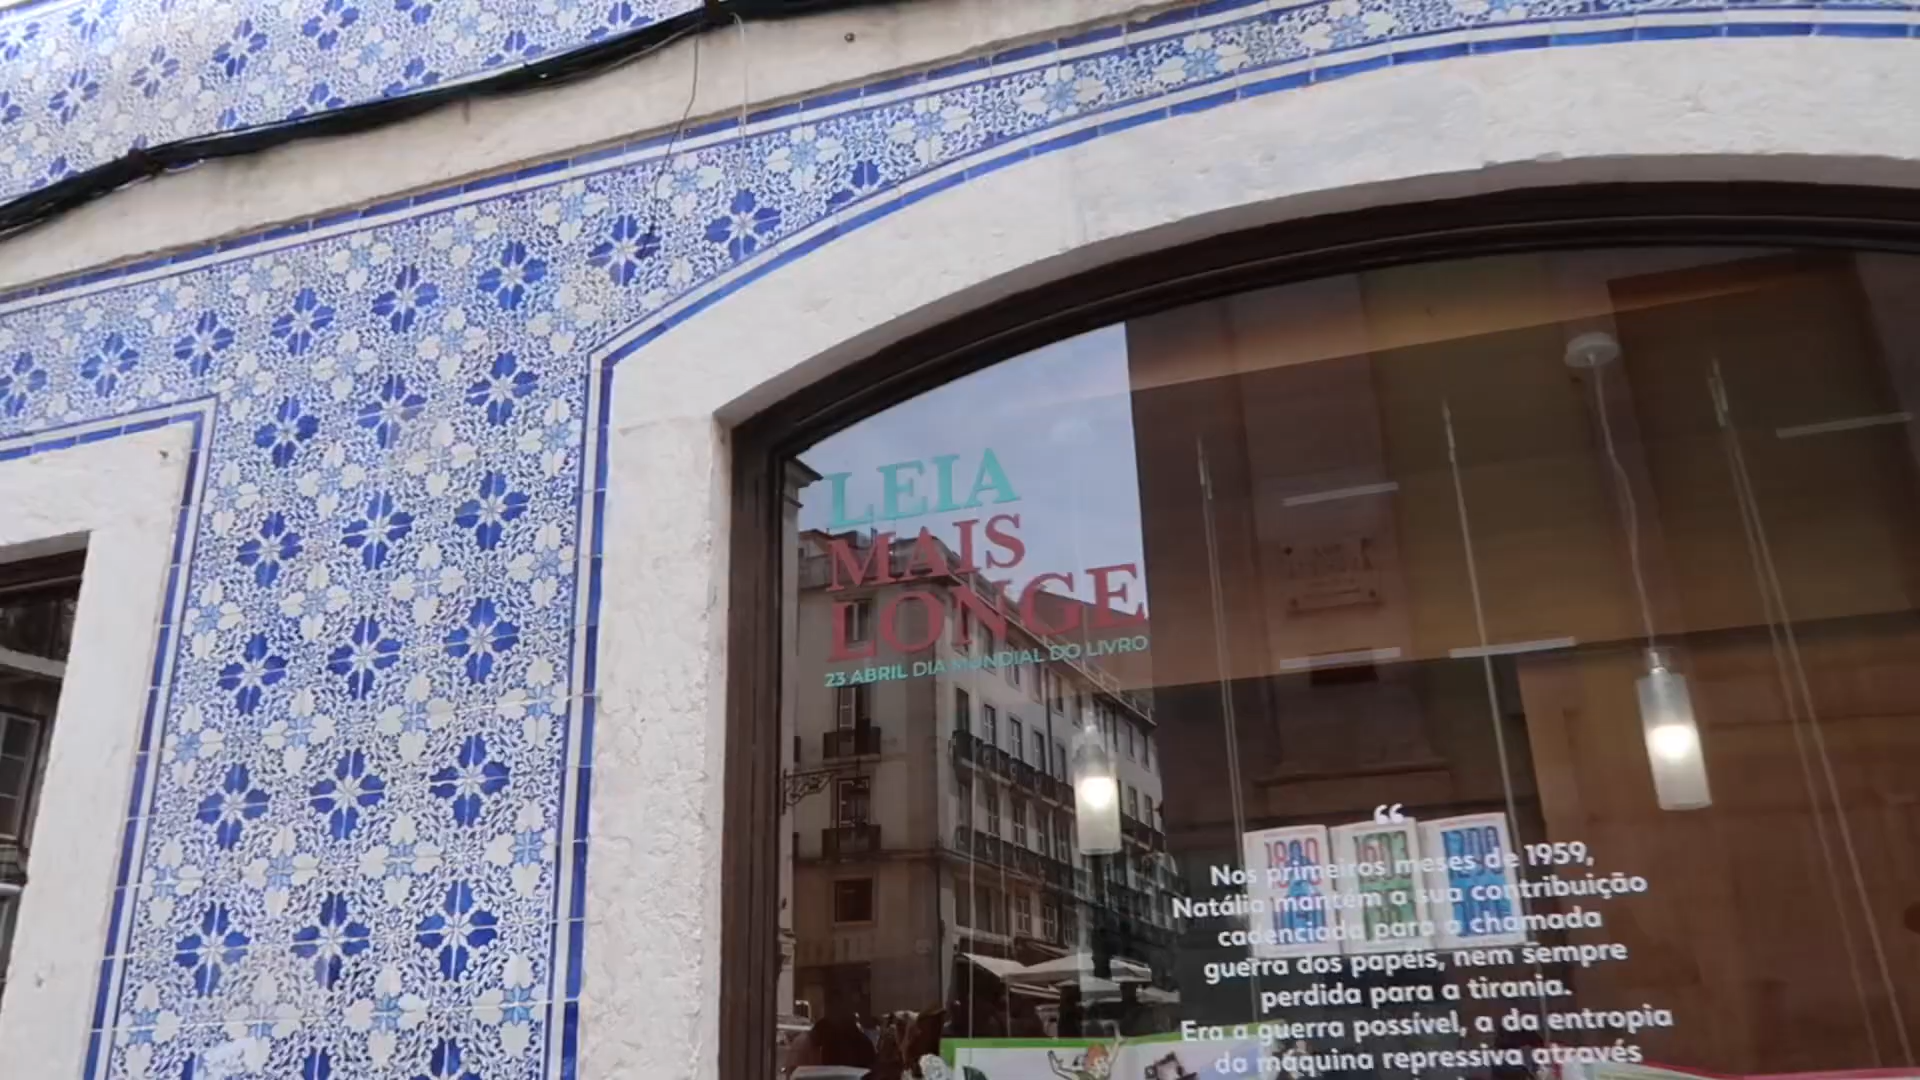 LEIA
MAIS
LONGE
23 ABRIL DIA MUNDIAL DO LIVRO
“
Nos primeiros meses de 1959,
Natália mantém a sua contribuição
cadenciada para a chamada
guerra dos papéis, nem sempre
perdida para a tirania.
Era a guerra possível, a da entropia
da máquina repressiva através